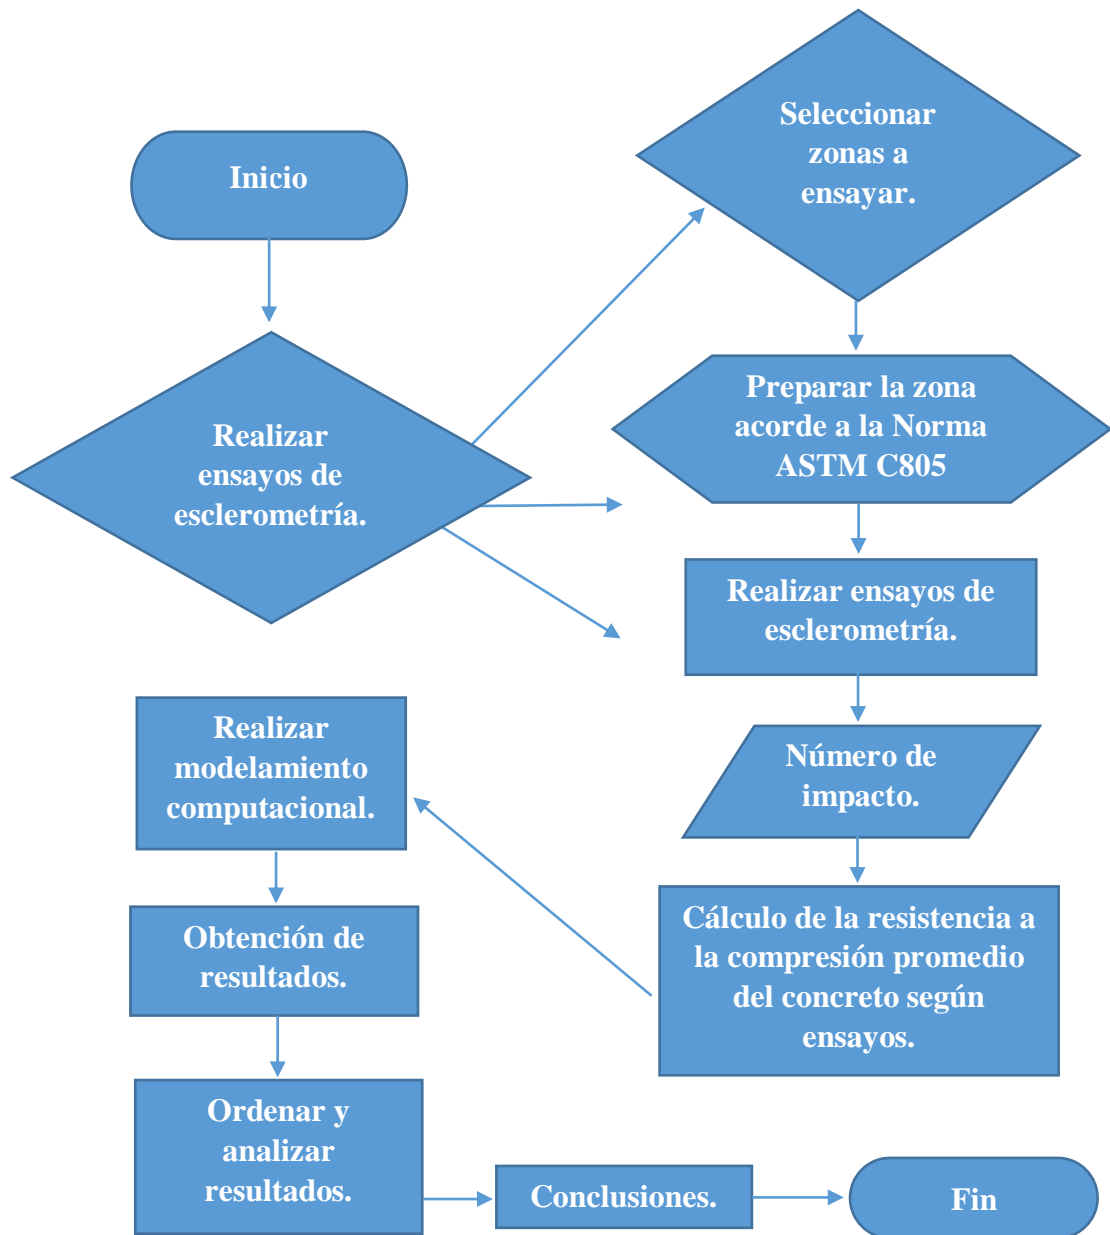 Inicio
Realizar
ensayos de
esclerometría.
Seleccionar
zonas a
ensayar.
Preparar la zona
acorde a la Norma
ASTM C805
Realizar ensayos de
esclerometría.
Número de
impacto.
Cálculo de la resistencia a
la compresión promedio
del concreto según
ensayos.
Realizar
modelamiento
computacional.
Obtención de
resultados.
Ordenar y
analizar
resultados.
Conclusiones.
Fin